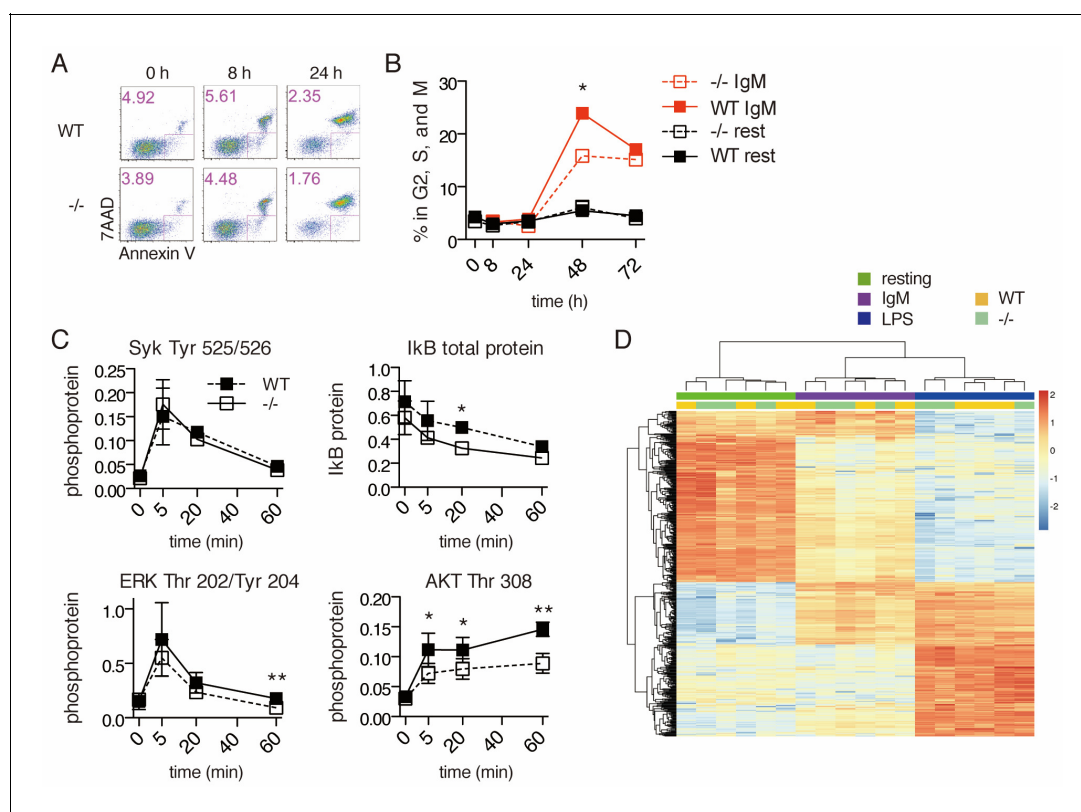 A
0 h 8 h 24 h
WT
4.92 5.61 2.35
-/-
3.89 4.48 1.76
7AAD
Annexin V
B
% in G2, S, and M
30
20
10
0
*
0 8 24 48 72
time (h)
-/- IgM
WT IgM
-/- rest
WT rest
C
Syk Tyr 525/526
phosphoprotein
0.25
0.20
0.15
0.10
0.05
0.00
WT
-/-
0 5 20 40 60
time (min)
IkB total protein
IkB protein
1.0
0.8
0.6
0.4
0.2
0.0
*
0 5 20 40 60
time (min)
ERK Thr 202/Tyr 204
phosphoprotein
1.0
0.5
0.0
**
0 5 20 40 60
time (min)
AKT Thr 308
phosphoprotein
0.20
0.15
0.10
0.05
0.00
* * **
0 5 20 40 60
time (min)
D
resting
IgM WT
LPS -/-
2
1
0
-1
-2